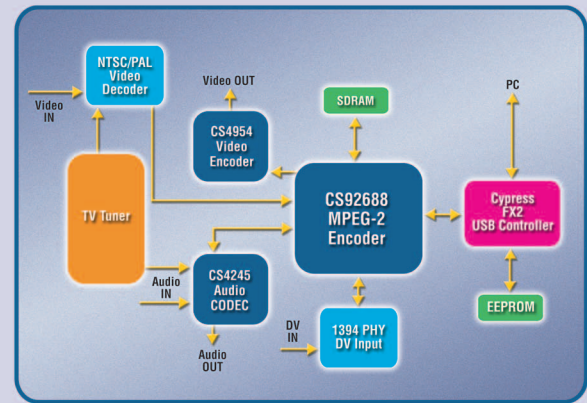 NTSC/PAL
Video
Decoder
Video
IN
Video OUT
CS4954
Video
Encoder
SDRAM
PC
TV Tuner
CS92688
MPEG-2
Encoder
Cypress
FX2
USB Controller
Audio
IN
CS4245
Audio
CODEC
Audio
OUT
DV
IN
1394 PHY
DV Input
EEPROM